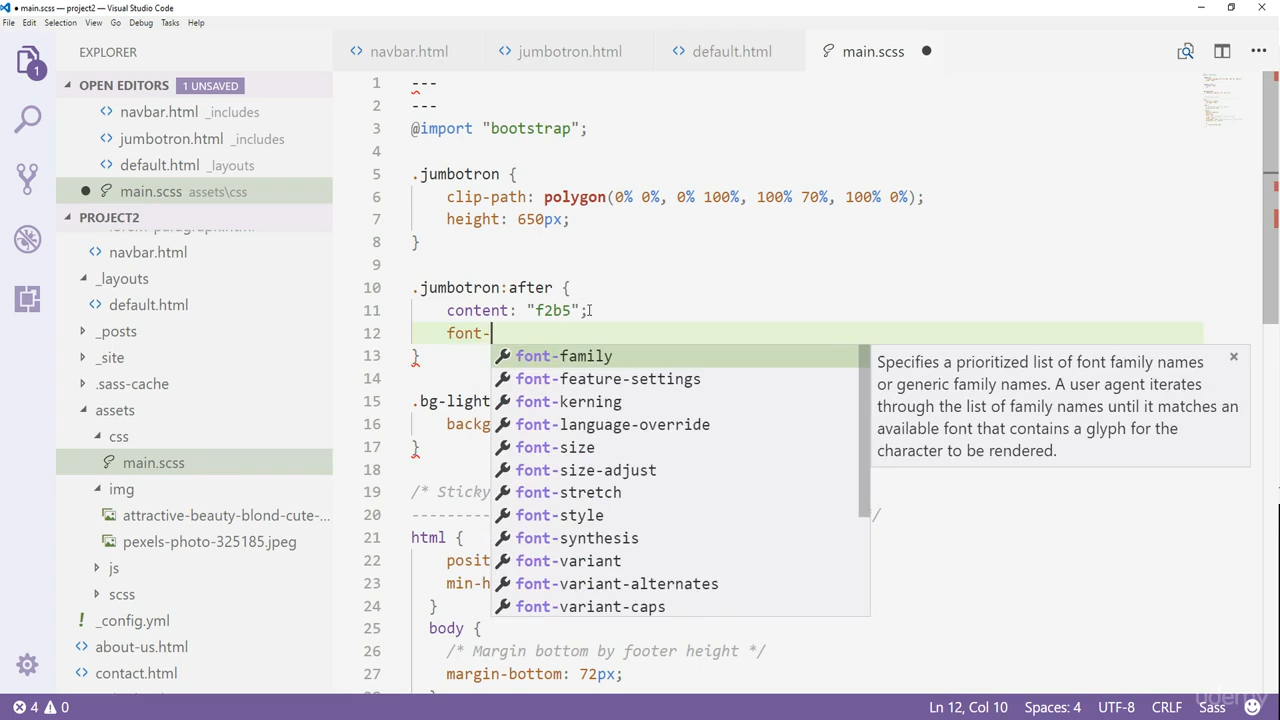 ● main.scss - project2 - Visual Studio Code
File Edit Selection View Go Debug Tasks Help
EXPLORER
navbar.html jumbotron.html default.html main.scss ●
OPEN EDITORS 1 UNSAVED
navbar.html _includes
jumbotron.html _includes
default.html _layouts
● main.scss assets\css
PROJECT2
navbar.html
_layouts
default.html
_posts
_site
.sass-cache
assets
css
main.scss
img
attractive-beauty-blond-cute-...
pexels-photo-325185.jpeg
js
scss
_config.yml
about-us.html
contact.html
1
1 ---
2 ---
3 @import "bootstrap";
4
5 .jumbotron {
6 clip-path: polygon(0% 0%, 0% 100%, 100% 70%, 100% 0%);
7 height: 650px;
8 }
9
10 .jumbotron:after {
11 content: "f2b5";
12 font-
13 }
14
15 .bg-light
16 backg
17 }
18
19 /* Sticky
20 ---------- /
21 html {
22 posit
23 min-h
24 }
25 body {
26 /* Margin bottom by footer height */
27 margin-bottom: 72px;
font-family
font-feature-settings
font-kerning
font-language-override
font-size
font-size-adjust
font-stretch
font-style
font-synthesis
font-variant
font-variant-alternates
font-variant-caps
Specifies a prioritized list of font family names
or generic family names. A user agent iterates
through the list of family names until it matches an
available font that contains a glyph for the
character to be rendered.
4 0 Ln 12, Col 10 Spaces: 4 UTF-8 CRLF Sass
udemy